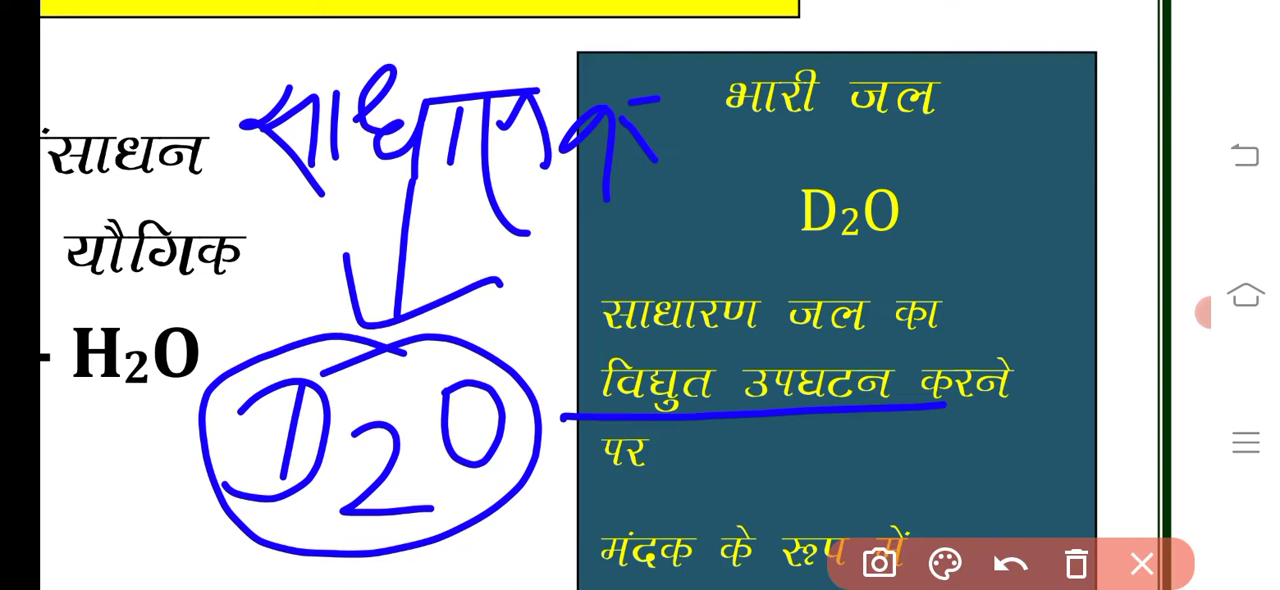 संसाधन
यौगिक
- H₂O
साधारण
D₂O
भारी जल
D₂O
साधारण जल का
विद्युत उपघटन करने
पर
मंदक के रूप में